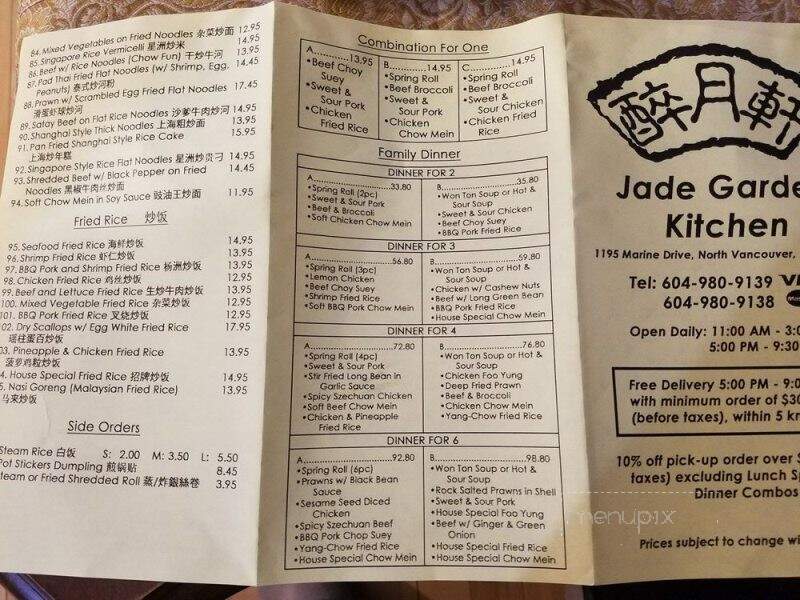 84. Mixed Vegetables on Fried Noodles 杂菜炒面 12.95
85. Singapore Rice Vermicelli 星洲炒米 14.95
86. Beef w/ Rice Noodles (Chow Fun) 干炒牛河 13.95
87. Pad Thai Fried Flat Noodles (w/ Shrimp, Egg, 14.45
Peanuts) 泰式炒河粉
88. Prawn w/ Scrambled Egg Fried Flat Noodles 17.45
滑蛋虾球炒河
89. Satay Beef on Flat Rice Noodles 沙爹牛肉炒河 14.95
90. Shanghai Style Thick Noodles 上海粗炒面 13.95
91. Pan Fried Shanghai Style Rice Cake 15.95
上海炒年糕
92. Singapore Style Rice Flat Noodles 星洲炒贵刁 14.95
93. Shredded Beef w/ Black Pepper on Fried 14.45
Noodles 黑椒牛肉丝炒面
94. Soft Chow Mein in Soy Sauce 豉油王炒面 11.95
Fried Rice 炒饭
95. Seafood Fried Rice 海鲜炒饭 14.95
96. Shrimp Fried Rice 虾仁炒饭 13.95
97. BBQ Pork and Shrimp Fried Rice 杨洲炒饭 13.95
98. Chicken Fried Rice 鸡丝炒饭 12.95
99. Beef and Lettuce Fried Rice 生炒牛肉炒饭 13.95
100. Mixed Vegetable Fried Rice 杂菜炒饭 12.95
101. BBQ Pork Fried Rice 叉烧炒饭 12.95
02. Dry Scallops w/ Egg White Fried Rice 17.95
瑶柱蛋白炒饭
03. Pineapple & Chicken Fried Rice 13.95
菠萝鸡粒炒饭
4. House Special Fried Rice 招牌炒饭 14.95
5. Nasi Goreng (Malaysian Fried Rice) 13.95
马来炒饭
Side Orders
Steam Rice 白饭 S: 2.00 M: 3.50 L: 5.50
Pot Stickers Dumpling 煎锅贴 8.45
team or Fried Shredded Roll 蒸/炸銀絲卷 3.95
Combination For One
A............13.95
•Beef Choy
Suey
•Sweet &
Sour Pork
•Chicken
Fried Rice
B............14.95
•Spring Roll
•Beef Broccoli
•Sweet &
Sour Pork
•Chicken
Chow Mein
C............14.95
•Spring Roll
•Beef Broccoli
•Sweet &
Sour Chicken
•Chicken Fried
Rice
Family Dinner
DINNER FOR 2
A....................33.80
•Spring Roll (2pc)
•Sweet & Sour Pork
•Beef & Broccoli
•Soft Chicken Chow Mein
B....................35.80
•Won Ton Soup or Hot &
Sour Soup
•Sweet & Sour Chicken
•Beef Choy Suey
•BBQ Pork Fried Rice
DINNER FOR 3
A....................56.80
•Spring Roll (3pc)
•Lemon Chicken
•Beef Choy Suey
•Shrimp Fried Rice
•Soft BBQ Pork Chow Mein
B....................59.80
•Won Ton Soup or Hot &
Sour Soup
•Chicken w/ Cashew Nuts
•Beef w/ Long Green Bean
•BBQ Pork Fried Rice
•House Special Chow Mein
DINNER FOR 4
A....................72.80
•Spring Roll (4pc)
•Sweet & Sour Pork
•Stir Fried Long Bean in
Garlic Sauce
•Spicy Szechuan Chicken
•Soft Beef Chow Mein
•Chicken & Pineapple
Fried Rice
B....................76.80
•Won Ton Soup or Hot &
Sour Soup
•Chicken Foo Yung
•Deep Fried Prawn
•Beef & Broccoli
•Chicken Chow Mein
•Yang-Chow Fried Rice
DINNER FOR 6
A....................92.80
•Spring Roll (6pc)
•Prawns w/ Black Bean
Sauce
•Sesame Seed Diced
Chicken
•Spicy Szechuan Beef
•BBQ Pork Chop Suey
•Yang-Chow Fried Rice
•House Special Chow Mein
B....................98.80
•Won Ton Soup or Hot &
Sour Soup
•Rock Salted Prawns in Shell
•Sweet & Sour Pork
•House Special Foo Yung
•Beef w/ Ginger & Green
Onion
•House Special Fried Rice
•House Special Chow Mein
醉月軒
Jade Garde
Kitchen
1195 Marine Drive, North Vancouver,
Tel: 604-980-9139
604-980-9138
Open Daily: 11:00 AM - 3:0
5:00 PM - 9:30
Free Delivery 5:00 PM - 9:0
with minimum order of $30
(before taxes), within 5 k
10% off pick-up order over $
taxes) excluding Lunch Sp
Dinner Combos
Prices subject to change wi
menupix